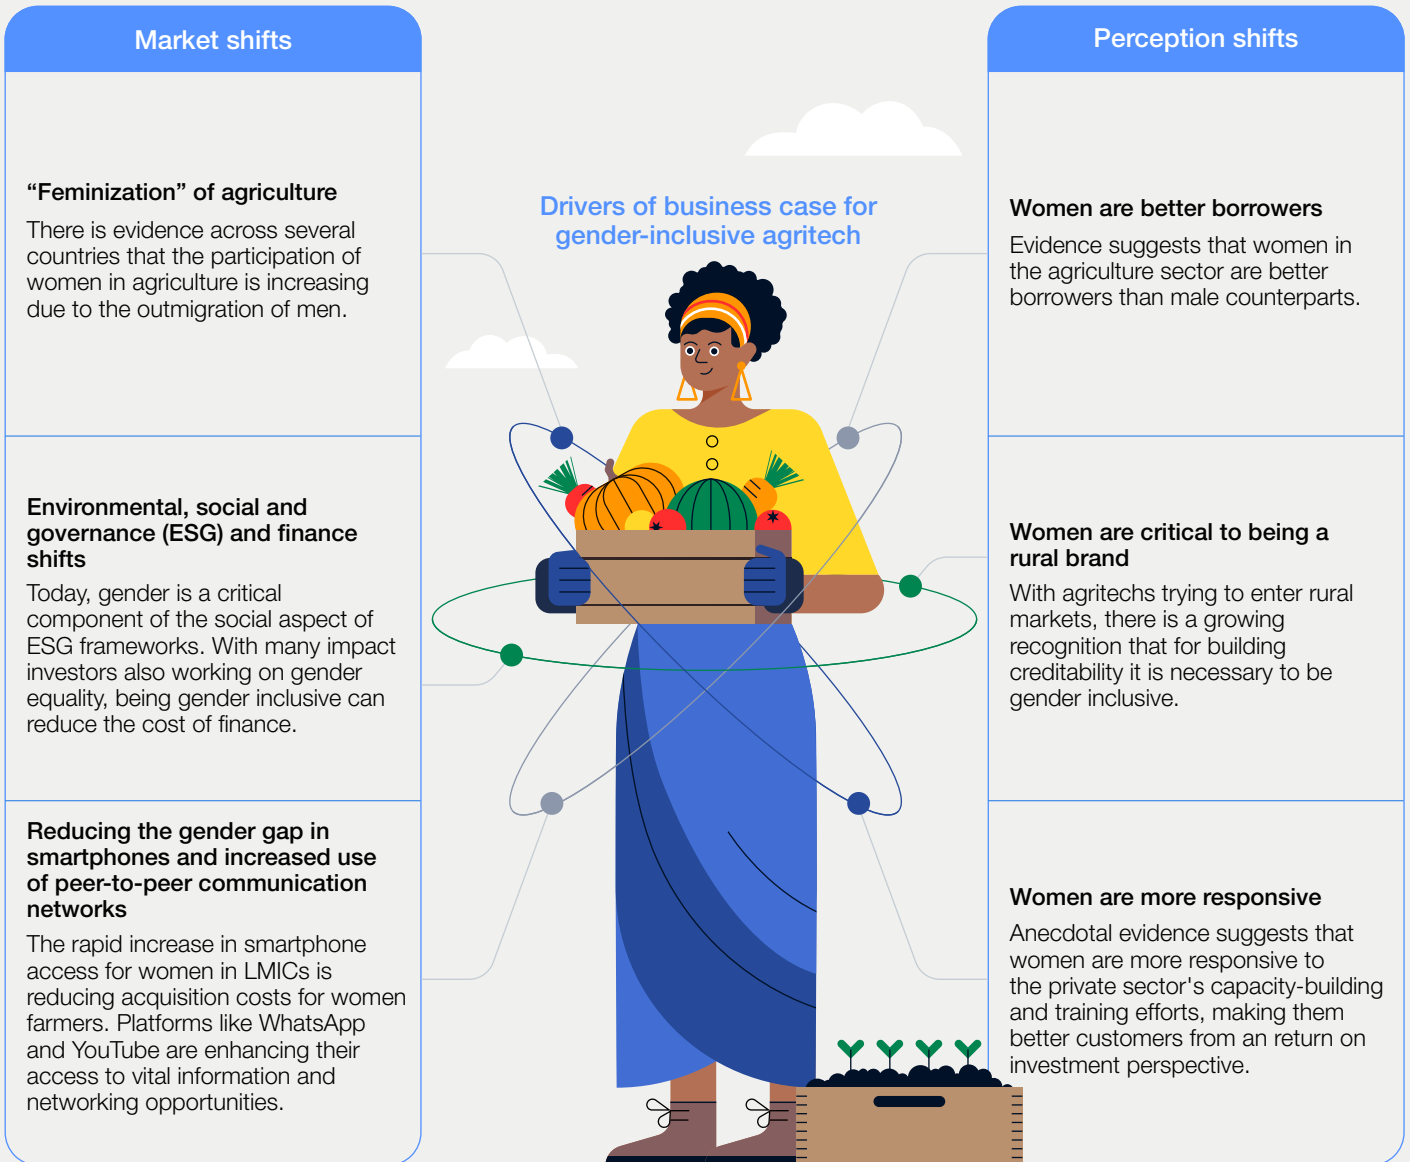 Market shifts
“Feminization” of agriculture
There is evidence across several
countries that the participation of
women in agriculture is increasing
due to the outmigration of men.
Environmental, social and
governance (ESG) and finance
shifts
Today, gender is a critical
component of the social aspect of
ESG frameworks. With many impact
investors also working on gender
equality, being gender inclusive can
reduce the cost of finance.
Reducing the gender gap in
smartphones and increased use
of peer-to-peer communication
networks
The rapid increase in smartphone
access for women in LMICs is
reducing acquisition costs for women
farmers. Platforms like WhatsApp
and YouTube are enhancing their
access to vital information and
networking opportunities.
Drivers of business case for
gender-inclusive agritech
Perception shifts
Women are better borrowers
Evidence suggests that women in
the agriculture sector are better
borrowers than male counterparts.
Women are critical to being a
rural brand
With agritechs trying to enter rural
markets, there is a growing
recognition that for building
creditability it is necessary to be
gender inclusive.
Women are more responsive
Anecdotal evidence suggests that
women are more responsive to
the private sector's capacity-building
and training efforts, making them
better customers from an return on
investment perspective.